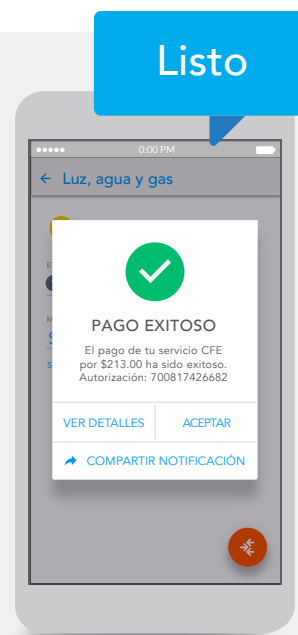 Listo
0:00 PM
Luz, agua y gas
E
M
$
S
PAGO EXITOSO
El pago de tu servicio CFE
por $213.00 ha sido exitoso.
Autorización: 700817426682
VER DETALLES
ACEPTAR
COMPARTIR NOTIFICACIÓN